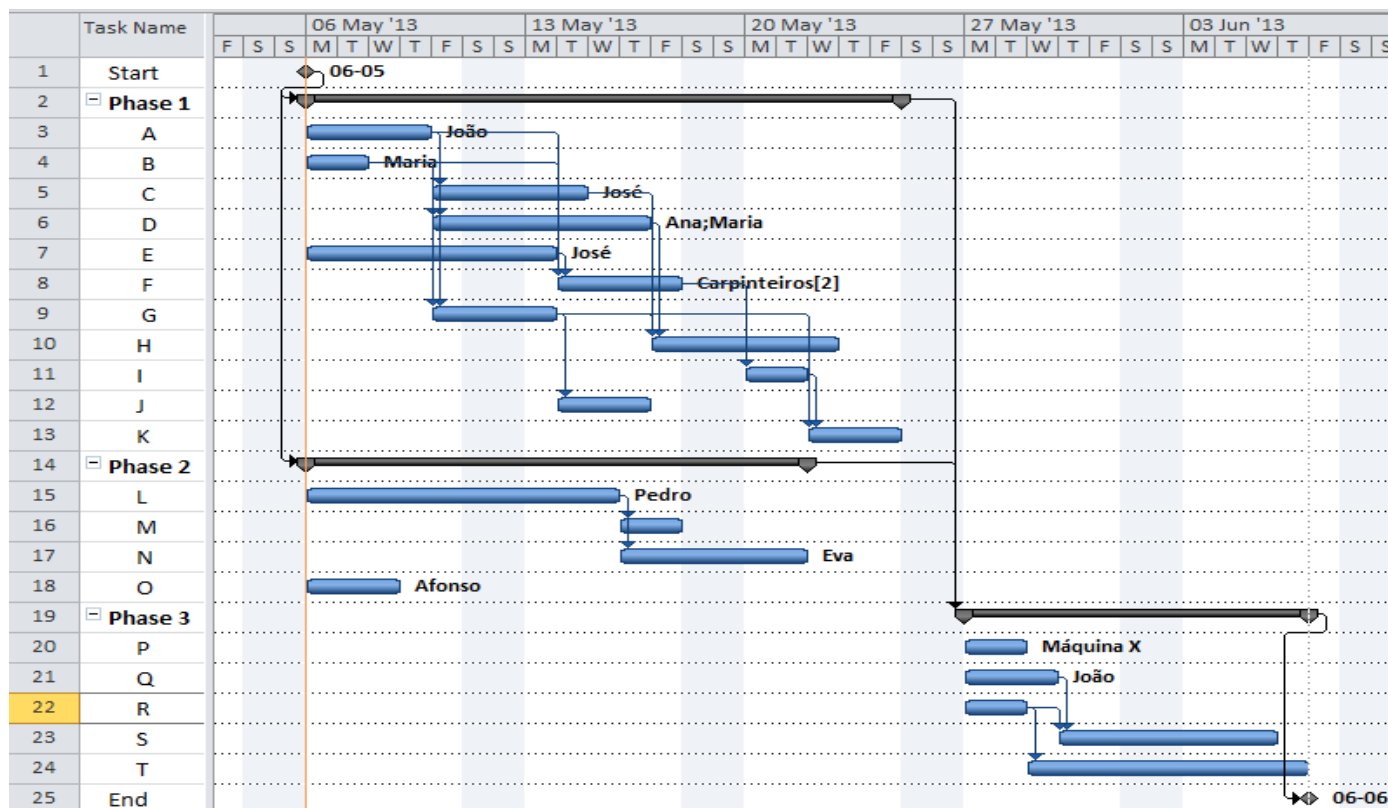 Task Name 06 May '13 13 May '13 20 May '13 27 May '13 03 Jun '13
F S S M T W T F S S M T W T F S S M T W T F S S M T W T F S S M T W T F S S
1 Start 06-05
2 Phase 1
3 A João
4 B Maria
5 C José
6 D Ana;Maria
7 E José
8 F Carpinteiros[2]
9 G
10 H
11 I
12 J
13 K
14 Phase 2
15 L Pedro
16 M
17 N Eva
18 O Afonso
19 Phase 3
20 P Máquina X
21 Q João
22 R
23 S
24 T
25 End 06-06